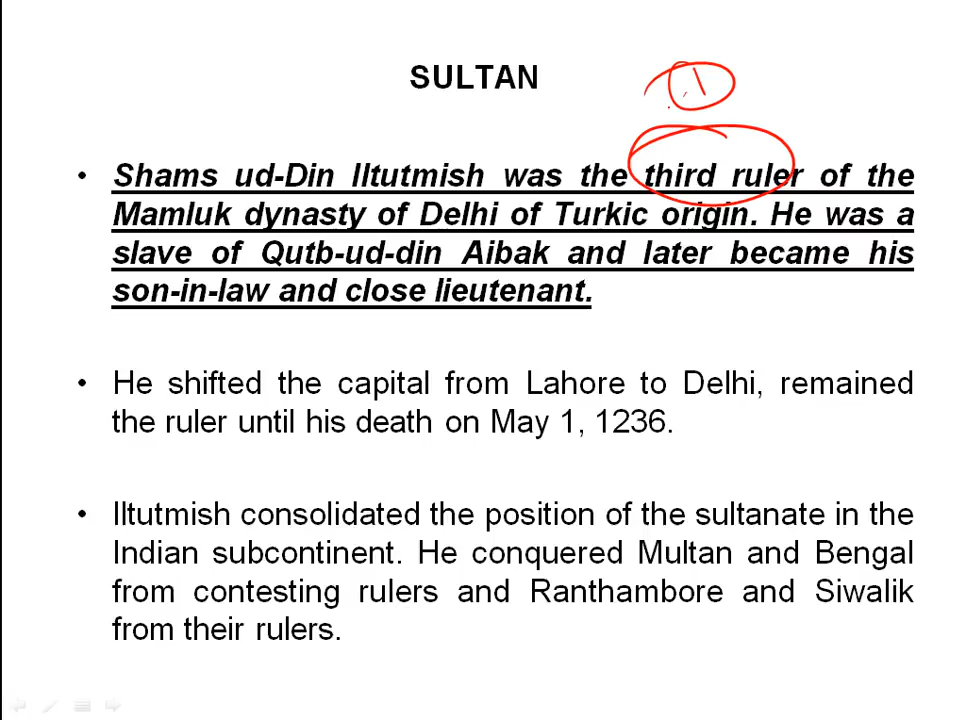 SULTAN
• Shams ud-Din Iltutmish was the third ruler of the
Mamluk dynasty of Delhi of Turkic origin. He was a
slave of Qutb-ud-din Aibak and later became his
son-in-law and close lieutenant.
• He shifted the capital from Lahore to Delhi, remained
the ruler until his death on May 1, 1236.
• Iltutmish consolidated the position of the sultanate in the
Indian subcontinent. He conquered Multan and Bengal
from contesting rulers and Ranthambore and Siwalik
from their rulers.